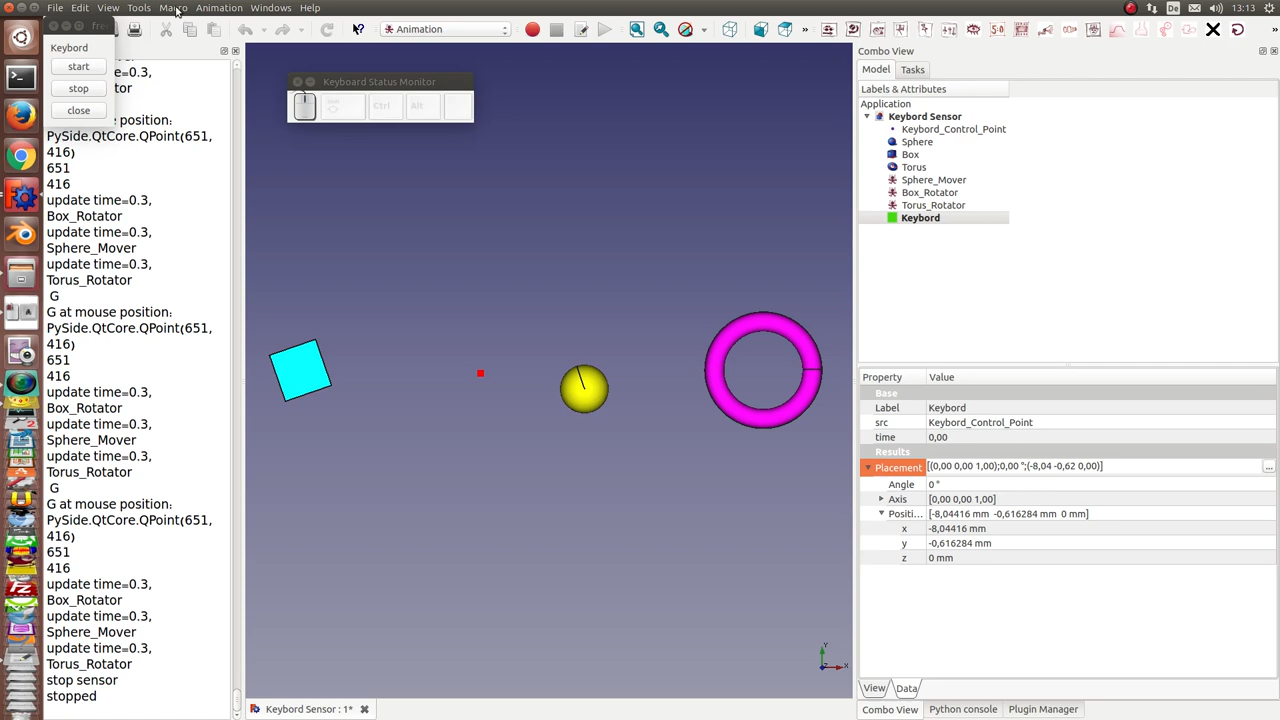 File Edit View Tools Macro Animation Windows Help
De
13:13
Keybord
start
stop
close
Animation
position:
PySide.QtCore.QPoint(651,
416)
651
416
update time=0.3,
Box_Rotator
update time=0.3,
Sphere_Mover
update time=0.3,
Torus_Rotator
G
G at mouse position:
PySide.QtCore.QPoint(651,
416)
651
416
update time=0.3,
Box_Rotator
update time=0.3,
Sphere_Mover
update time=0.3,
Torus_Rotator
G
G at mouse position:
PySide.QtCore.QPoint(651,
416)
651
416
update time=0.3,
Box_Rotator
update time=0.3,
Sphere_Mover
update time=0.3,
Torus_Rotator
stop sensor
stopped
Keyboard Status Monitor
Ctrl Alt
Y
X
Keybord Sensor : 1*
Combo View
Model Tasks
Labels & Attributes
Application
Keybord Sensor
Keybord_Control_Point
Sphere
Box
Torus
Sphere_Mover
Box_Rotator
Torus_Rotator
Keybord
Property Value
Base
Label Keybord
src Keybord_Control_Point
time 0,00
Results
Placement [(0,00 0,00 1,00);0,00 °;(-8,04 -0,62 0,00)] ...
Angle 0 °
Axis [0,00 0,00 1,00]
Positi... [-8,04416 mm -0,616284 mm 0 mm]
x -8,04416 mm
y -0,616284 mm
z 0 mm
View Data
Combo View Python console Plugin Manager